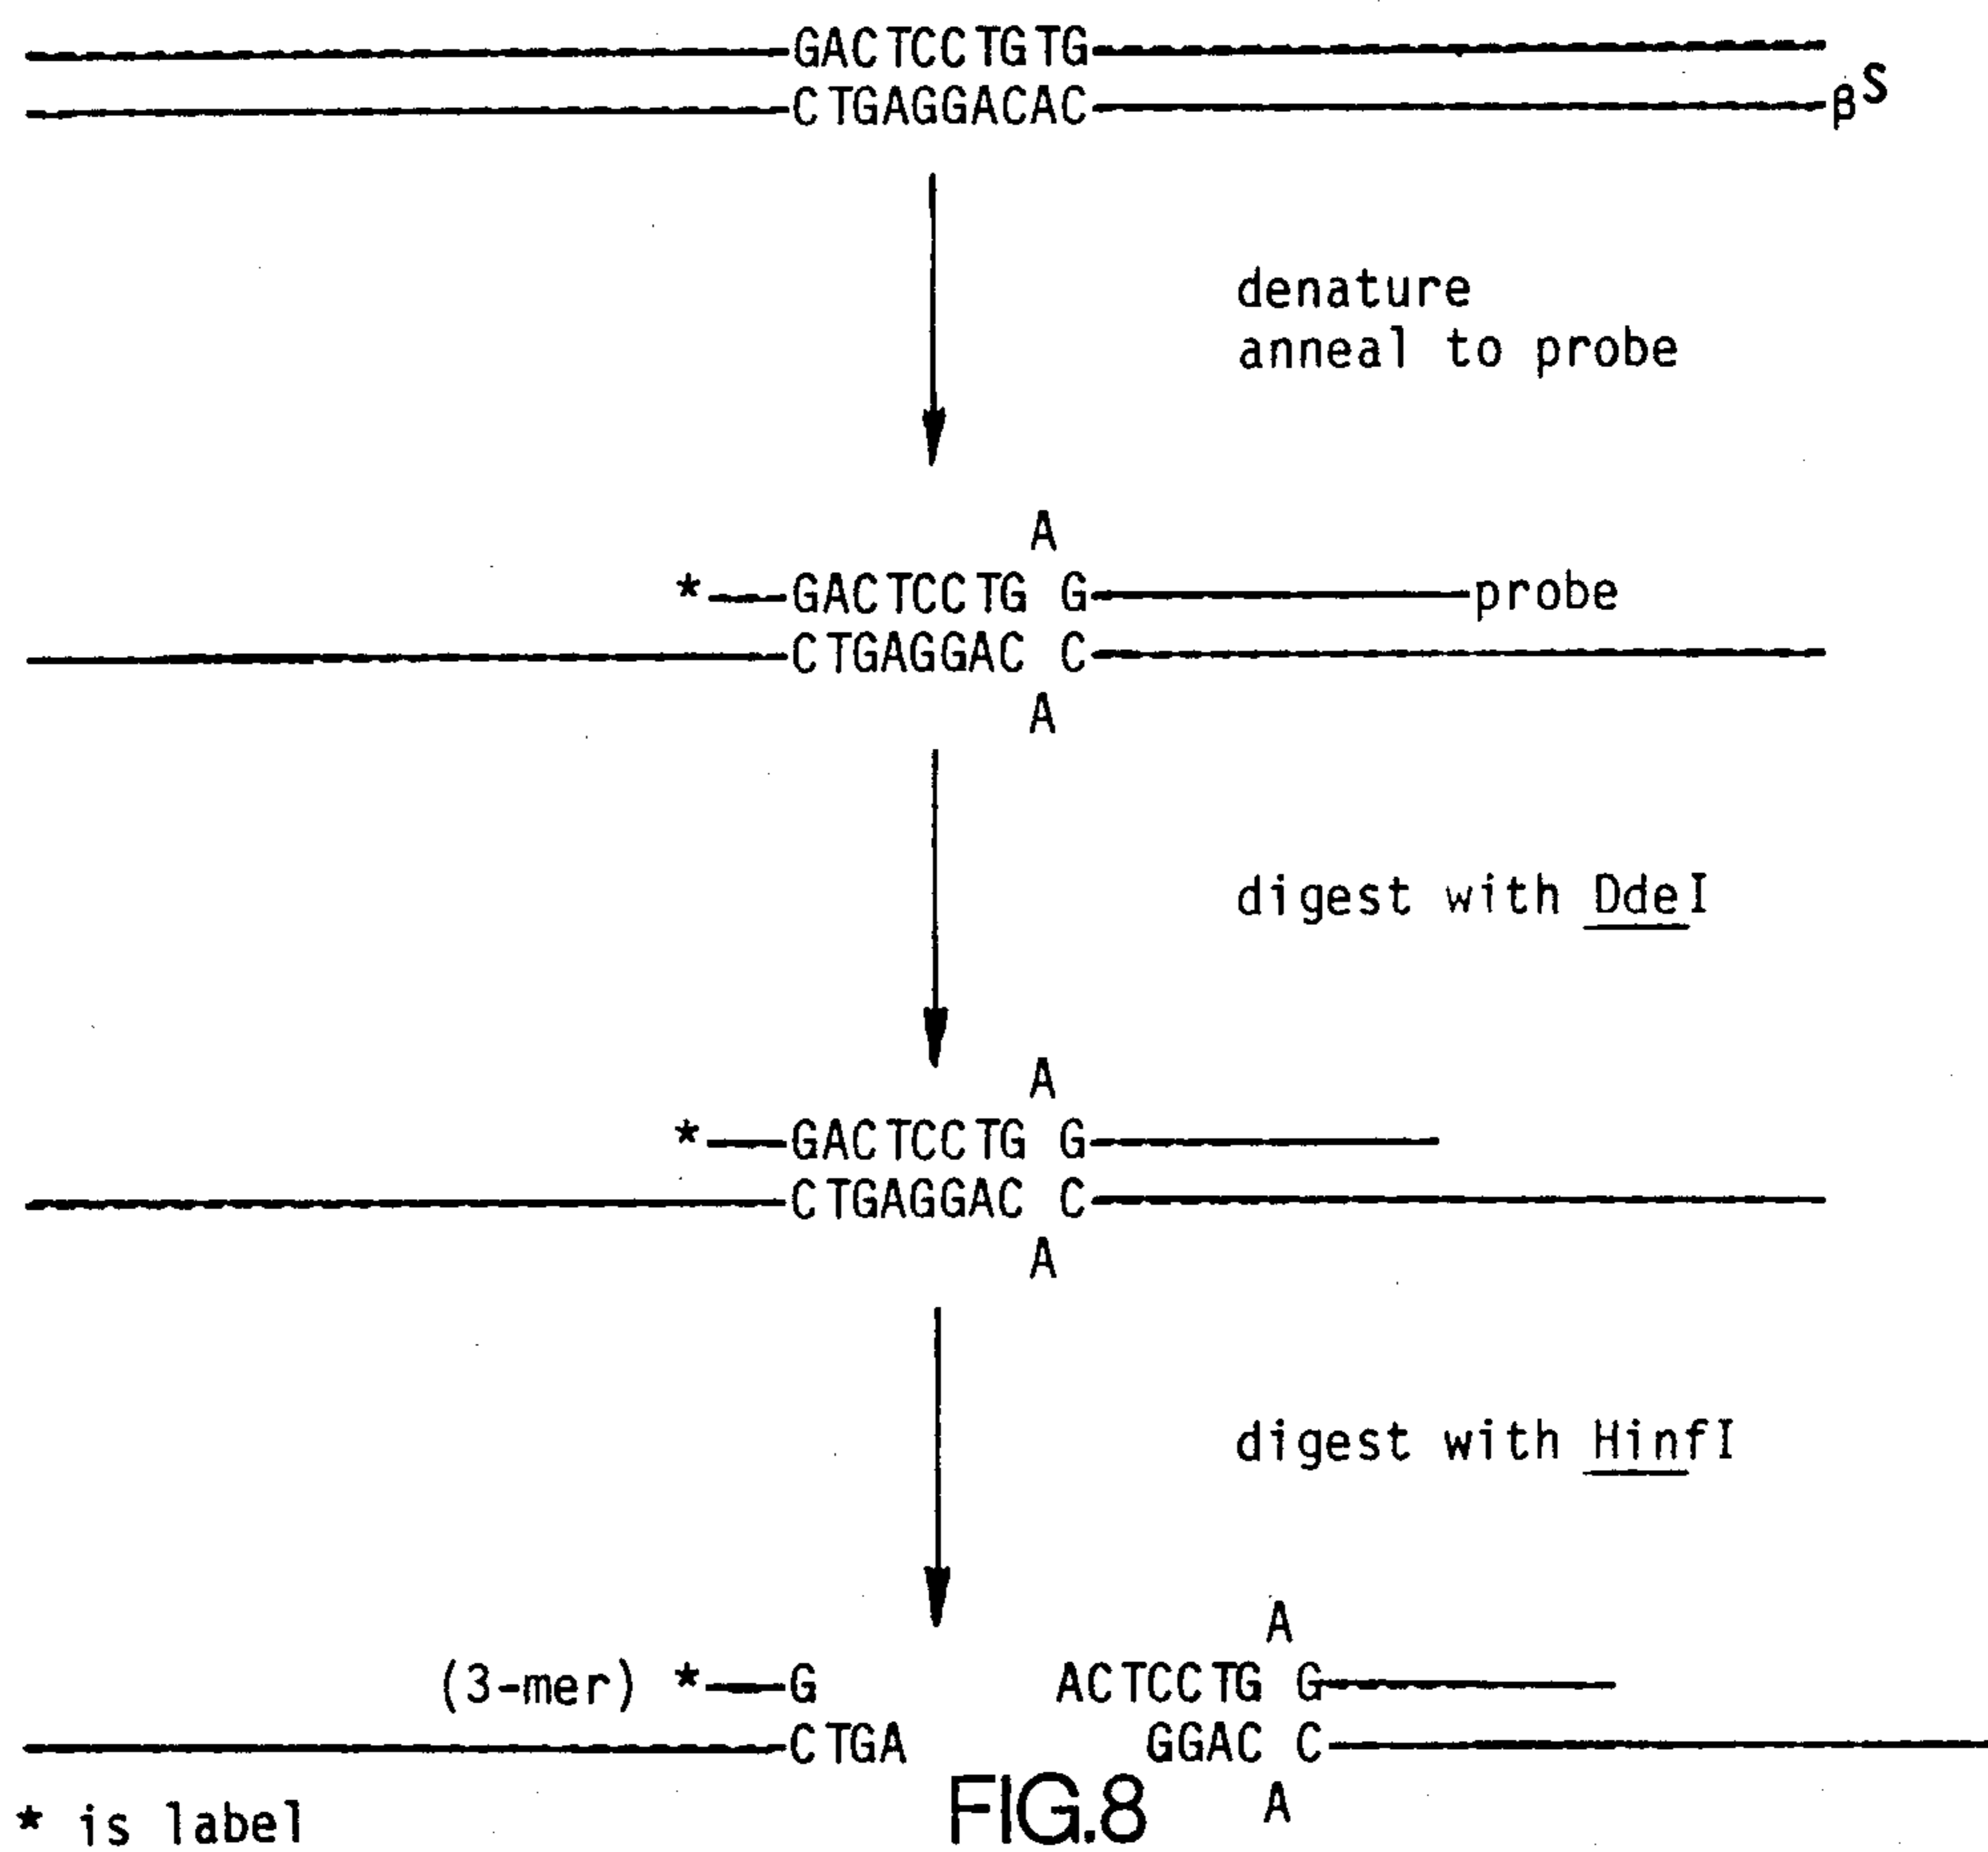 GACTCCTGTG
CTGAGGACAC βS
denature
anneal to probe
A
*GACTCCTG G probe
CTGAGGAC C
A
digest with DdeI
A
*GACTCCTG G
CTGAGGAC C
A
digest with HinfI
A
(3-mer) *G ACTCCTG G
CTGA GGAC C
A
* is label
FIG.8